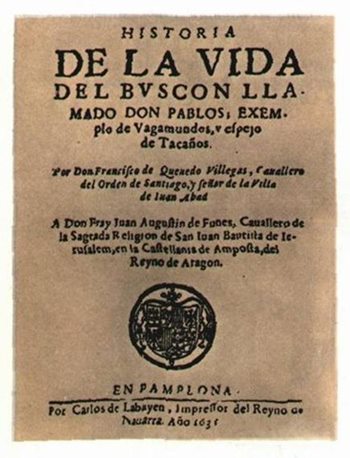 HISTORIA
DE LA VIDA
DEL BVSCON LLA-
MADO DON PABLOS; EXEM-
plo de Vagamundos, y eſpejo
de Tacaños.
Por Don Franciſco de Queuedo Villegas, Cauallero
del Orden de Santiago, y ſeñor de la Villa
de Iuan Abad
A Don Fray Iuan Auguſtin de Funes, Cauallero de
la Sagrada Religion de San Iuan Bautiſta de Ie-
ruſalem, en la Caſtellania de Ampoſta, del
Reyno de Aragon.
EN PAMPLONA.
Por Carlos de Labayen, Impreſſor del Reyno de
Nauarra. Año 1631